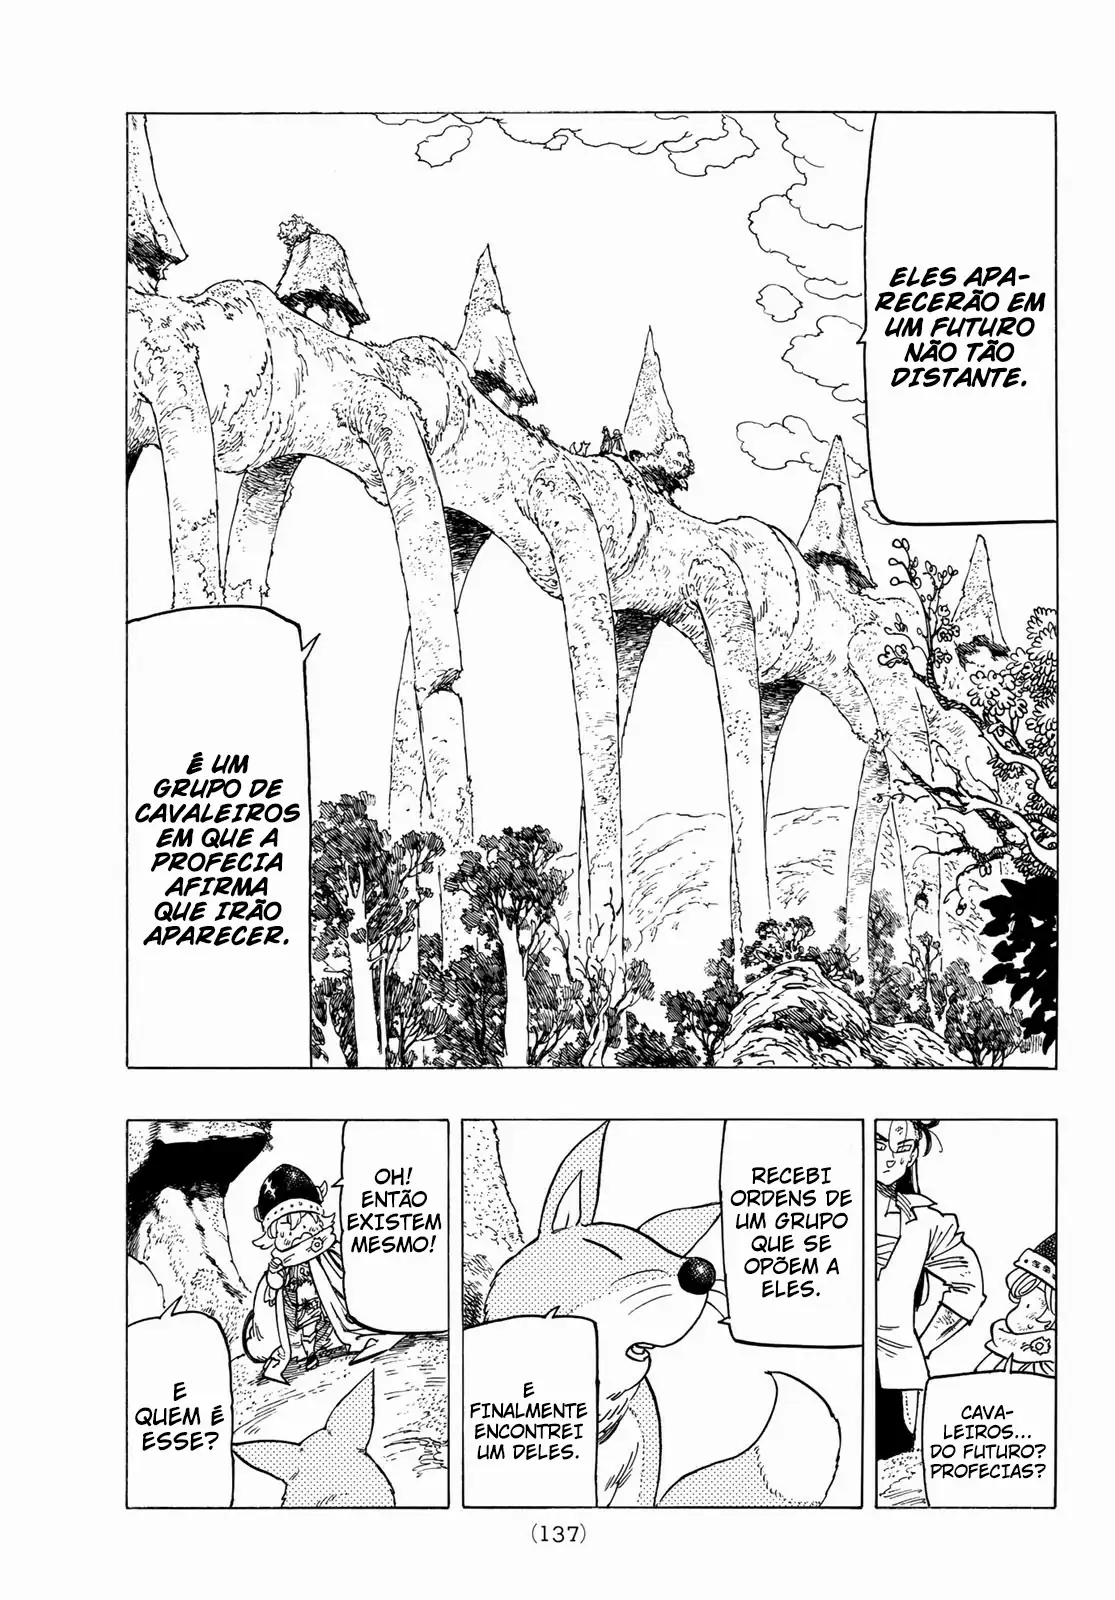 ELES APA-
RECERÃO EM
UM FUTURO
NÃO TÃO
DISTANTE.
É UM
GRUPO DE
CAVALEIROS
EM QUE A
PROFECIA
AFIRMA
QUE IRÃO
APARECER.
CAVA-
LEIROS...
DO FUTURO?
PROFECIAS?
RECEBI
ORDENS DE
UM GRUPO
QUE SE
OPÕEM A
ELES.
E
FINALMENTE
ENCONTREI
UM DELES.
OH!
ENTÃO
EXISTEM
MESMO!
E
QUEM É
ESSE?
(137)